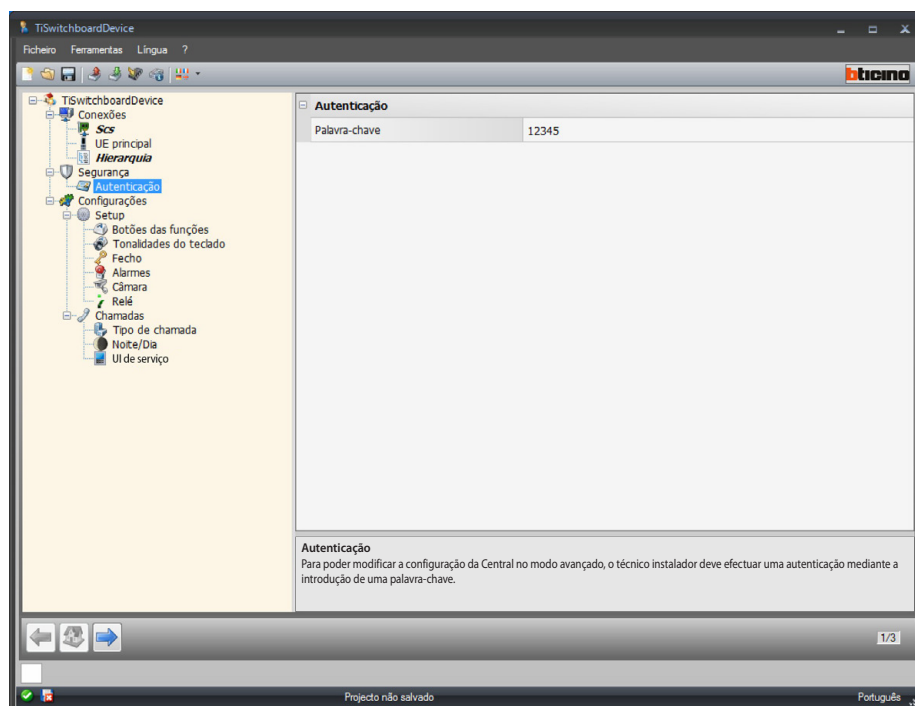 TiSwitchboardDevice
Ficheiro Ferramentas Língua ?
bticino
TiSwitchboardDevice
Conexões
Scs
UE principal
Hierarquia
Segurança
Autenticação
Configurações
Setup
Botões das funções
Tonalidades do teclado
Fecho
Alarmes
Câmara
Relé
Chamadas
Tipo de chamada
Noite/Dia
UI de serviço
Autenticação
Palavra-chave 12345
Autenticação
Para poder modificar a configuração da Central no modo avançado, o técnico instalador deve efectuar uma autenticação mediante a
introdução de uma palavra-chave.
1/3
Projecto não salvado
Português